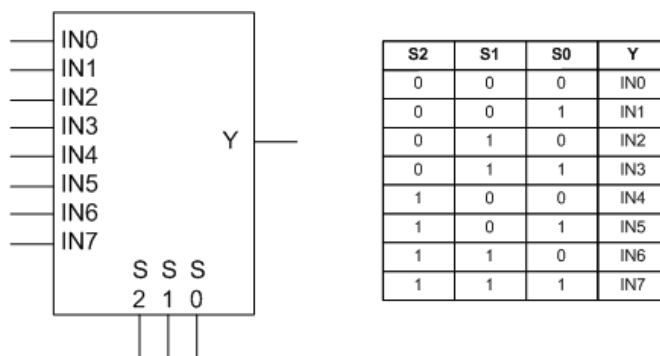 IN0
IN1
IN2
IN3
IN4
IN5
IN6
IN7
Y
S S S
2 1 0
S2 S1 S0 Y
0 0 0 IN0
0 0 1 IN1
0 1 0 IN2
0 1 1 IN3
1 0 0 IN4
1 0 1 IN5
1 1 0 IN6
1 1 1 IN7